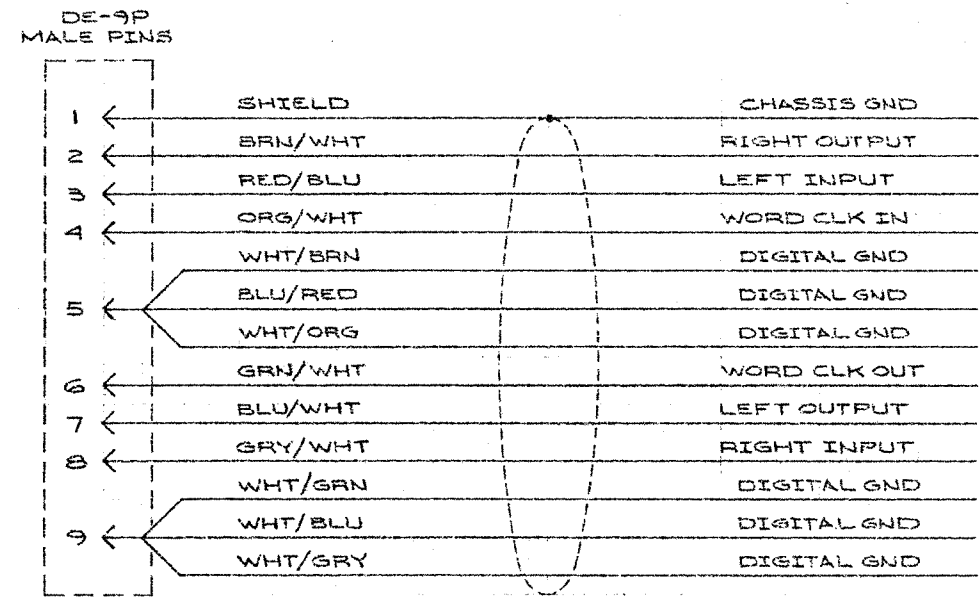 DE-9P
MALE PINS
1 SHIELD CHASSIS GND
2 BRN/WHT RIGHT OUTPUT
3 RED/BLU LEFT INPUT
4 ORG/WHT WORD CLK IN
WHT/BRN DIGITAL GND
5 BLU/RED DIGITAL GND
WHT/ORG DIGITAL GND
6 GRN/WHT WORD CLK OUT
7 BLU/WHT LEFT OUTPUT
8 GRY/WHT RIGHT INPUT
WHT/GRN DIGITAL GND
9 WHT/BLU DIGITAL GND
WHT/GRY DIGITAL GND